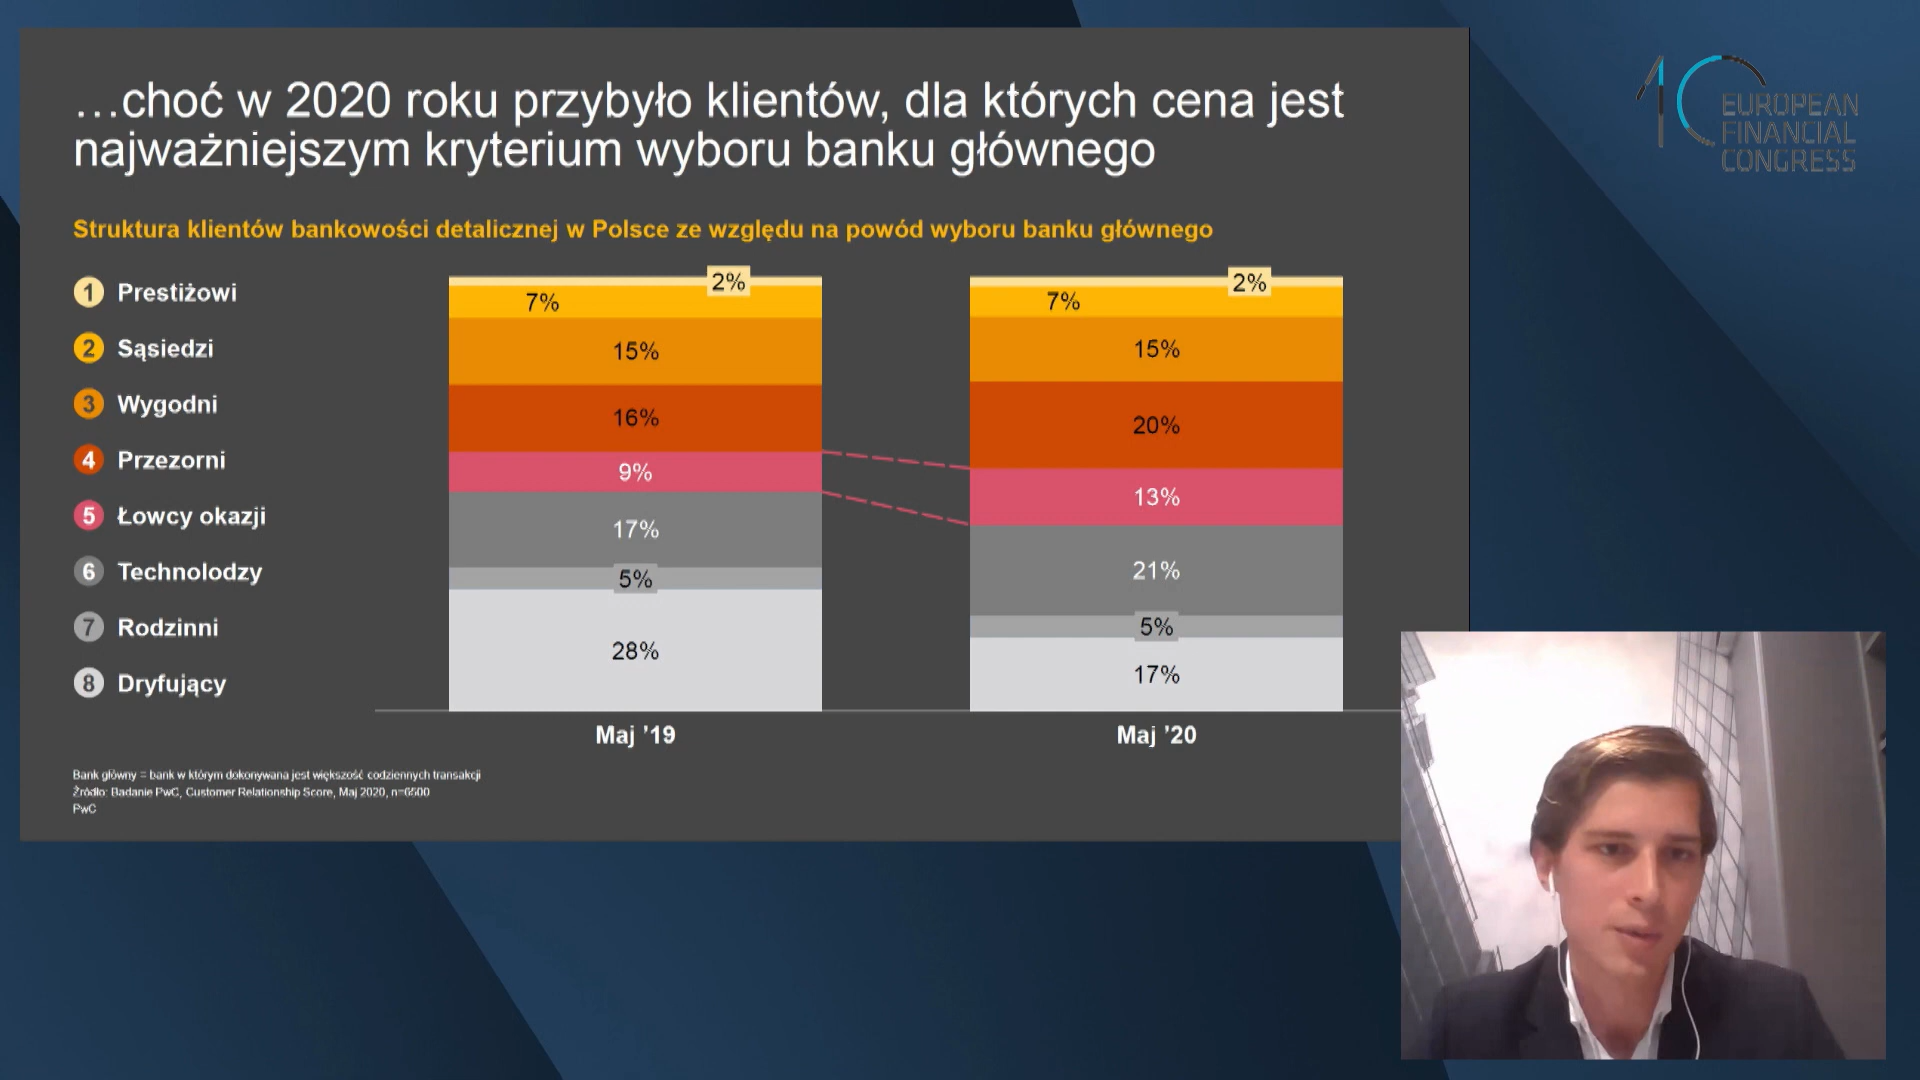 …choć w 2020 roku przybyło klientów, dla których cena jest
najważniejszym kryterium wyboru banku głównego
Struktura klientów bankowości detalicznej w Polsce ze względu na powód wyboru banku głównego
1 Prestiżowi
2 Sąsiedzi
3 Wygodni
4 Przezorni
5 Łowcy okazji
6 Technolodzy
7 Rodzinni
8 Dryfujący
2%
7%
15%
16%
9%
17%
5%
28%
Maj ’19
2%
7%
15%
20%
13%
21%
5%
17%
Maj ’20
Bank główny = bank w którym dokonywana jest większość codziennych transakcji
Źródło: Badanie PwC, Customer Relationship Score, Maj 2020, n=6500
PwC
10 EUROPEAN
FINANCIAL
CONGRESS